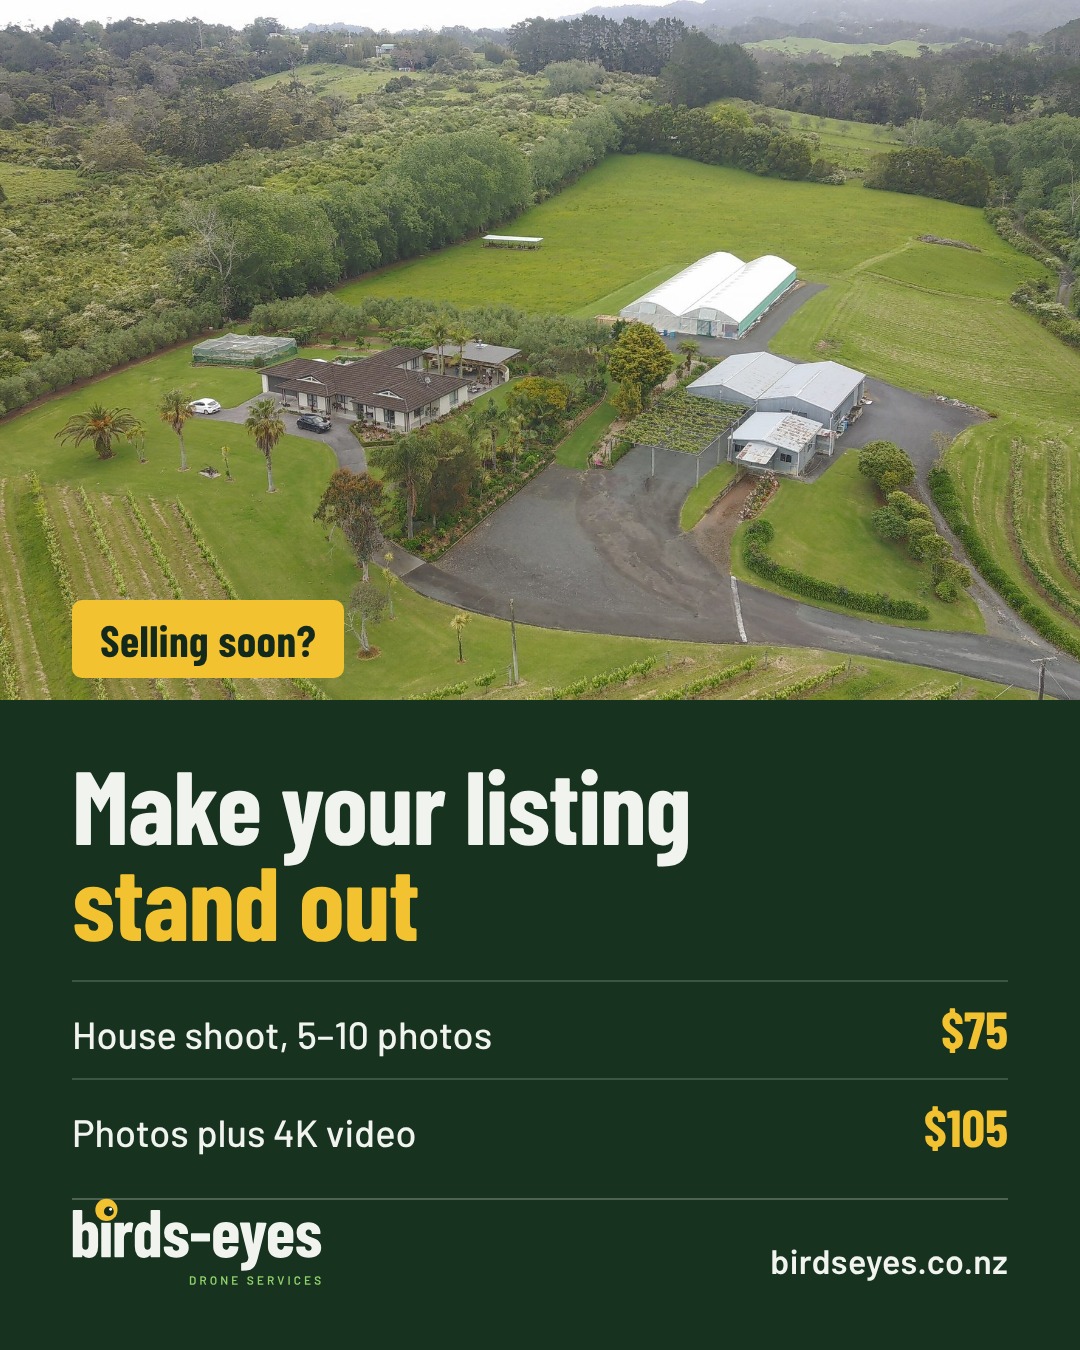 Selling soon?
Make your listing
stand out
House shoot, 5–10 photos
$75
Photos plus 4K video
$105
birds-eyes
DRONE SERVICES
birdseyes.co.nz